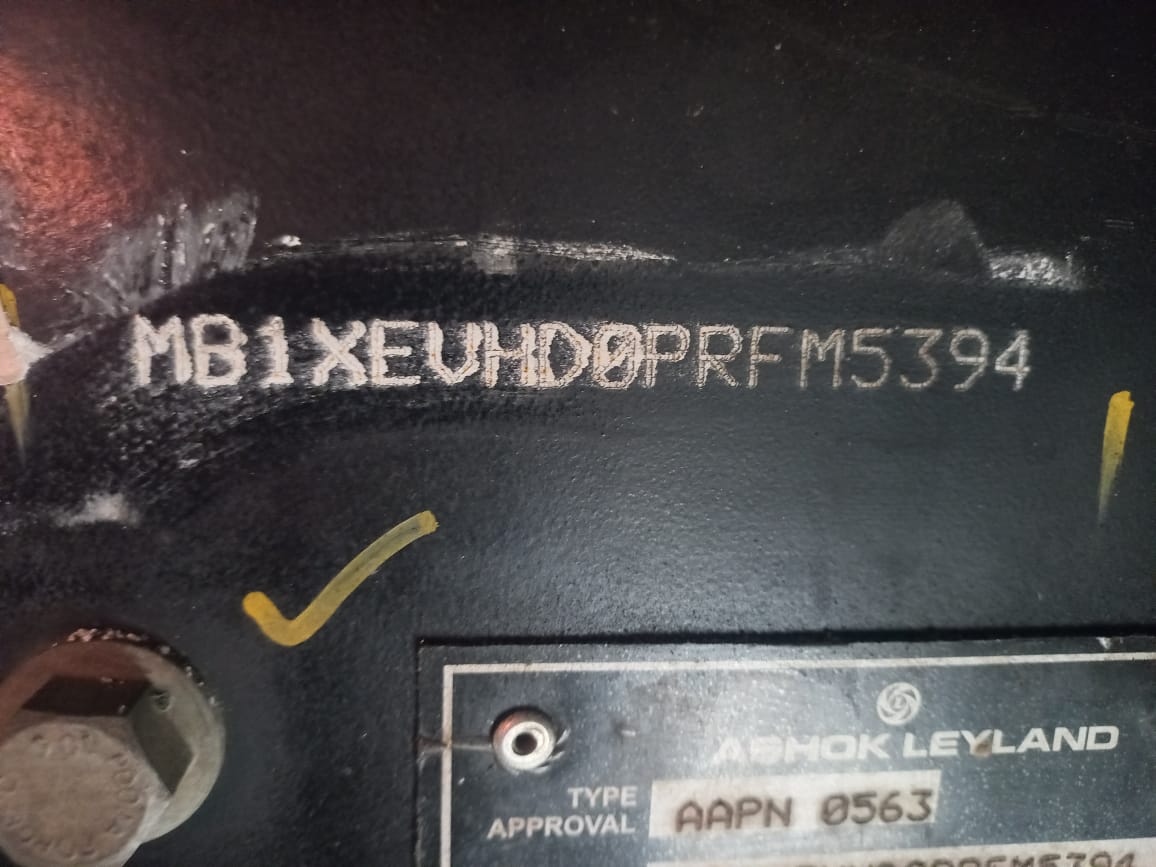 MB1XEVHD0PRFM5394
ASHOK LEYLAND
TYPE
APPROVAL AAPN 0563